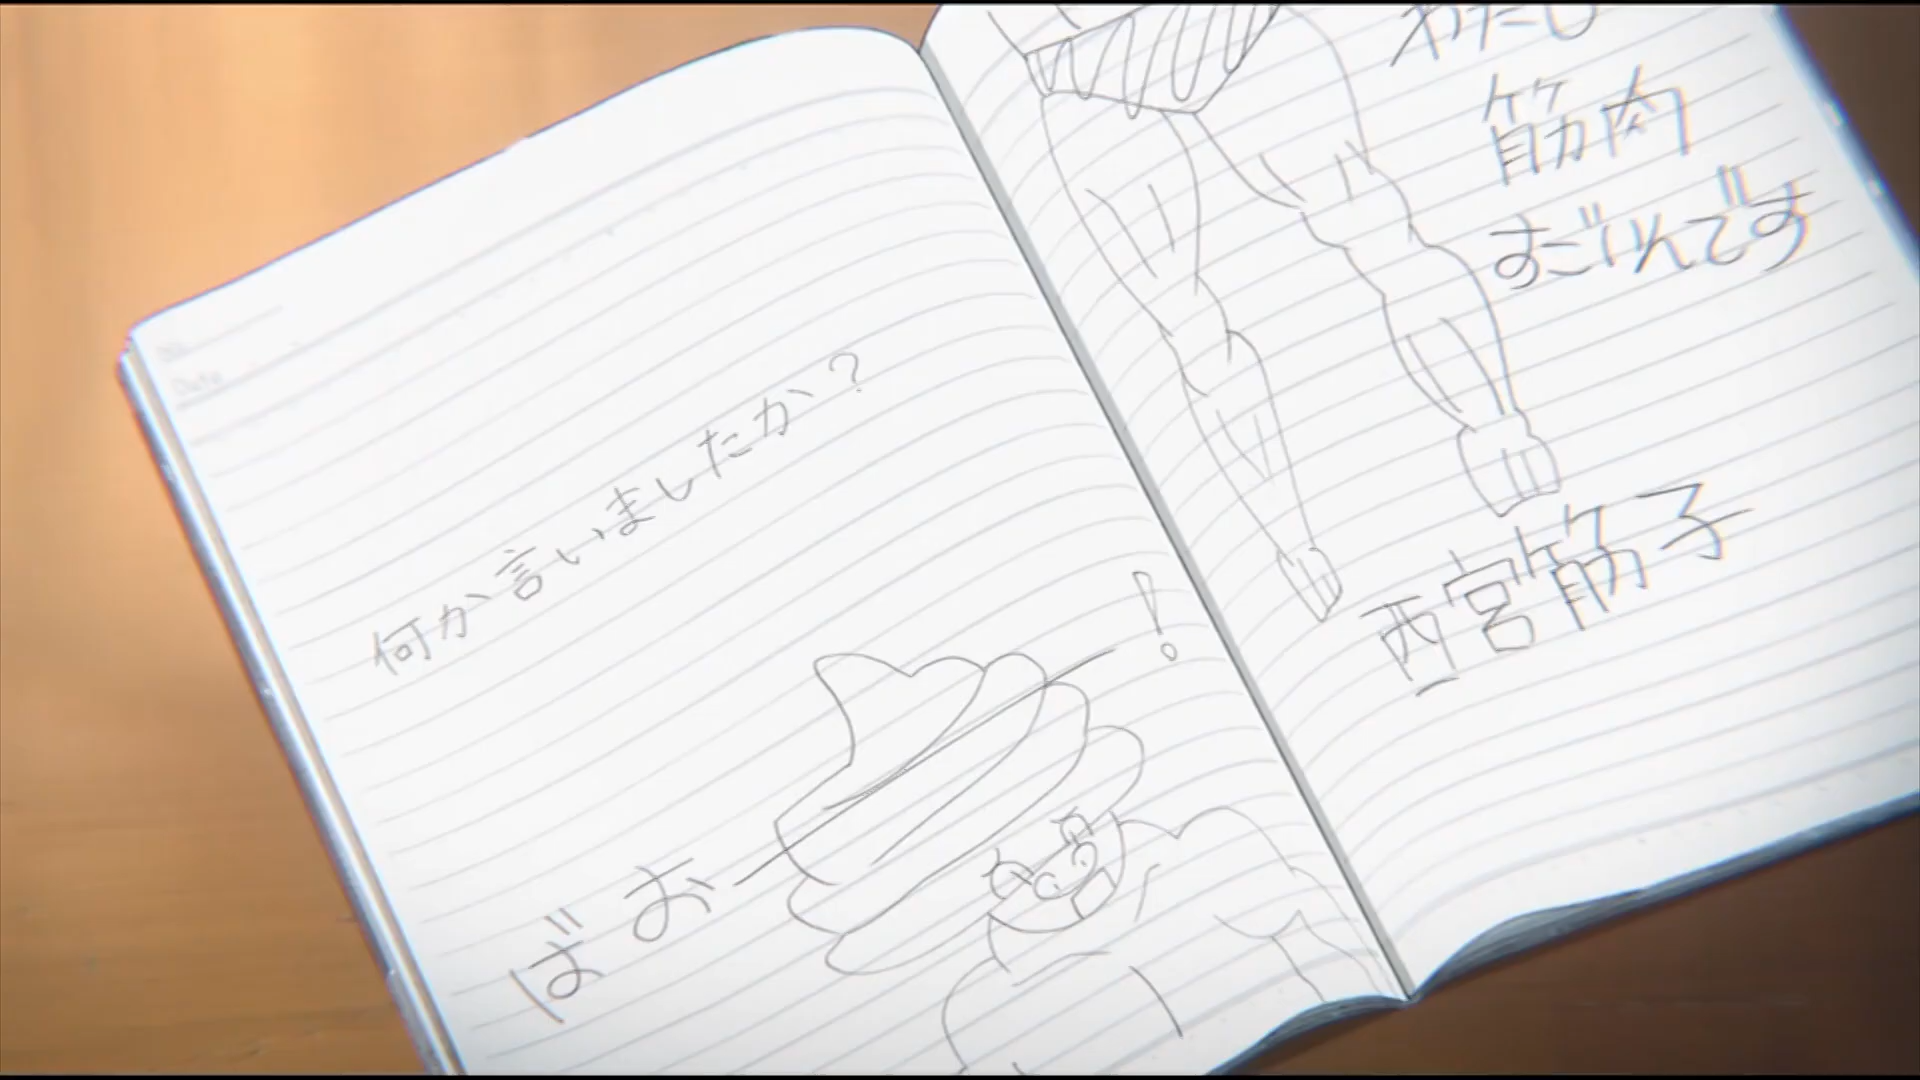 何か言いましたか?
ばおー!
わたし
筋肉
すごいんです
西宮筋子